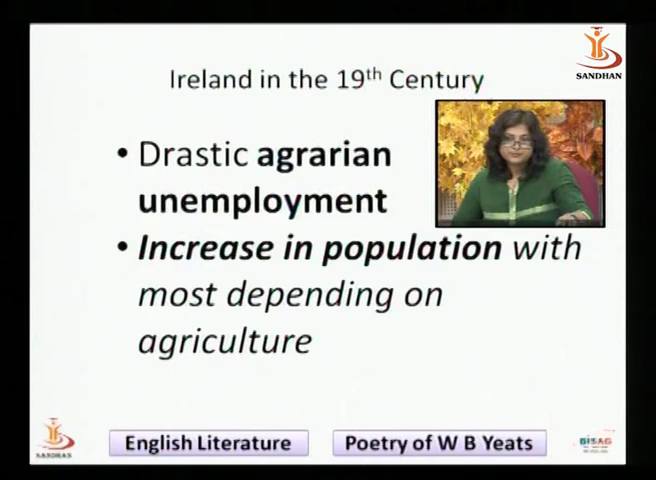 SANDHAN
Ireland in the 19th Century
• Drastic agrarian
unemployment
• Increase in population with
most depending on
agriculture
SANDHAN
English Literature
Poetry of W B Yeats
BISAG